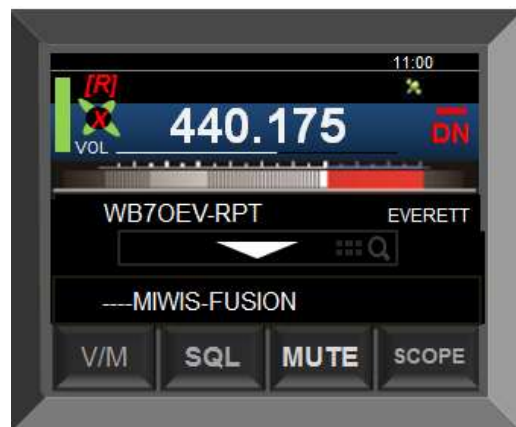 11:00
[R]
X
VOL 440.175 DN
WB7OEV-RPT EVERETT
----MIWIS-FUSION
V/M SQL MUTE SCOPE